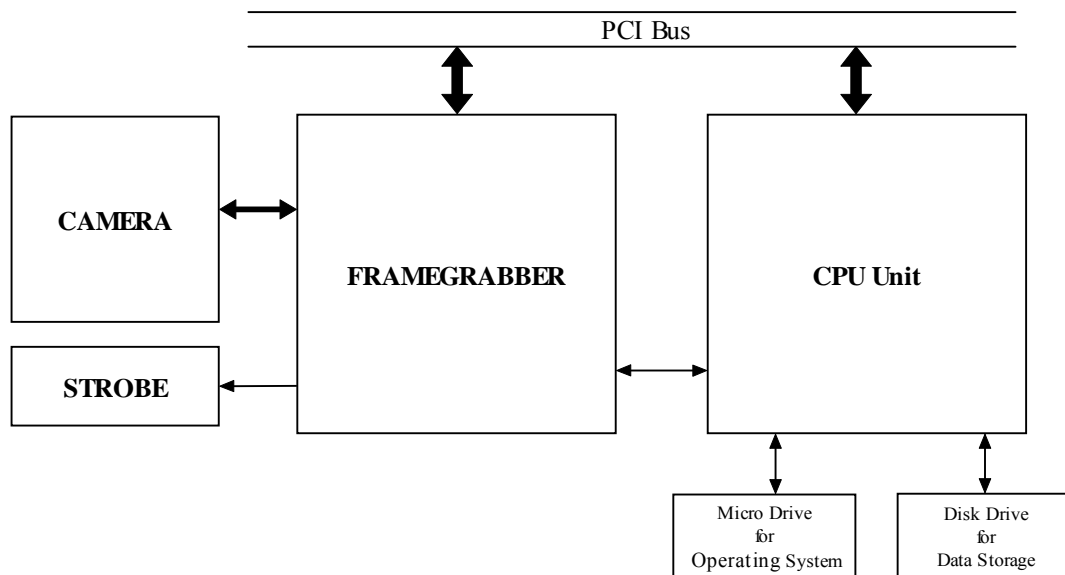 PCI Bus
CAMERA
FRAMEGRABBER
CPU Unit
STROBE
Micro Drive
for
Operating System
Disk Drive
for
Data Storage